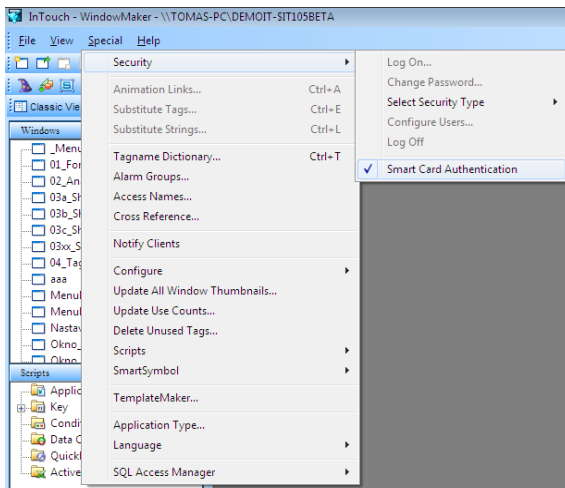 InTouch - WindowMaker - \\TOMAS-PC\DEMOIT-$IT105BETA
File View Special Help
Classic Vie
Windows
_Menu
01_For
02_An
03a_Sh
03b_Sh
03c_Sh
03xx_S
04_Tag
aaa
MenuI
MenuI
Nastav
Okno_
Okno
Scripts
Applic
Key
Condi
Data C
Quickl
Active
Security
Animation Links... Ctrl+A
Substitute Tags... Ctrl+E
Substitute Strings... Ctrl+L
Tagname Dictionary... Ctrl+T
Alarm Groups...
Access Names...
Cross Reference...
Notify Clients
Configure
Update All Window Thumbnails...
Update Use Counts...
Delete Unused Tags...
Scripts
SmartSymbol
TemplateMaker...
Application Type...
Language
SQL Access Manager
Log On...
Change Password...
Select Security Type
Configure Users...
Log Off
Smart Card Authentication